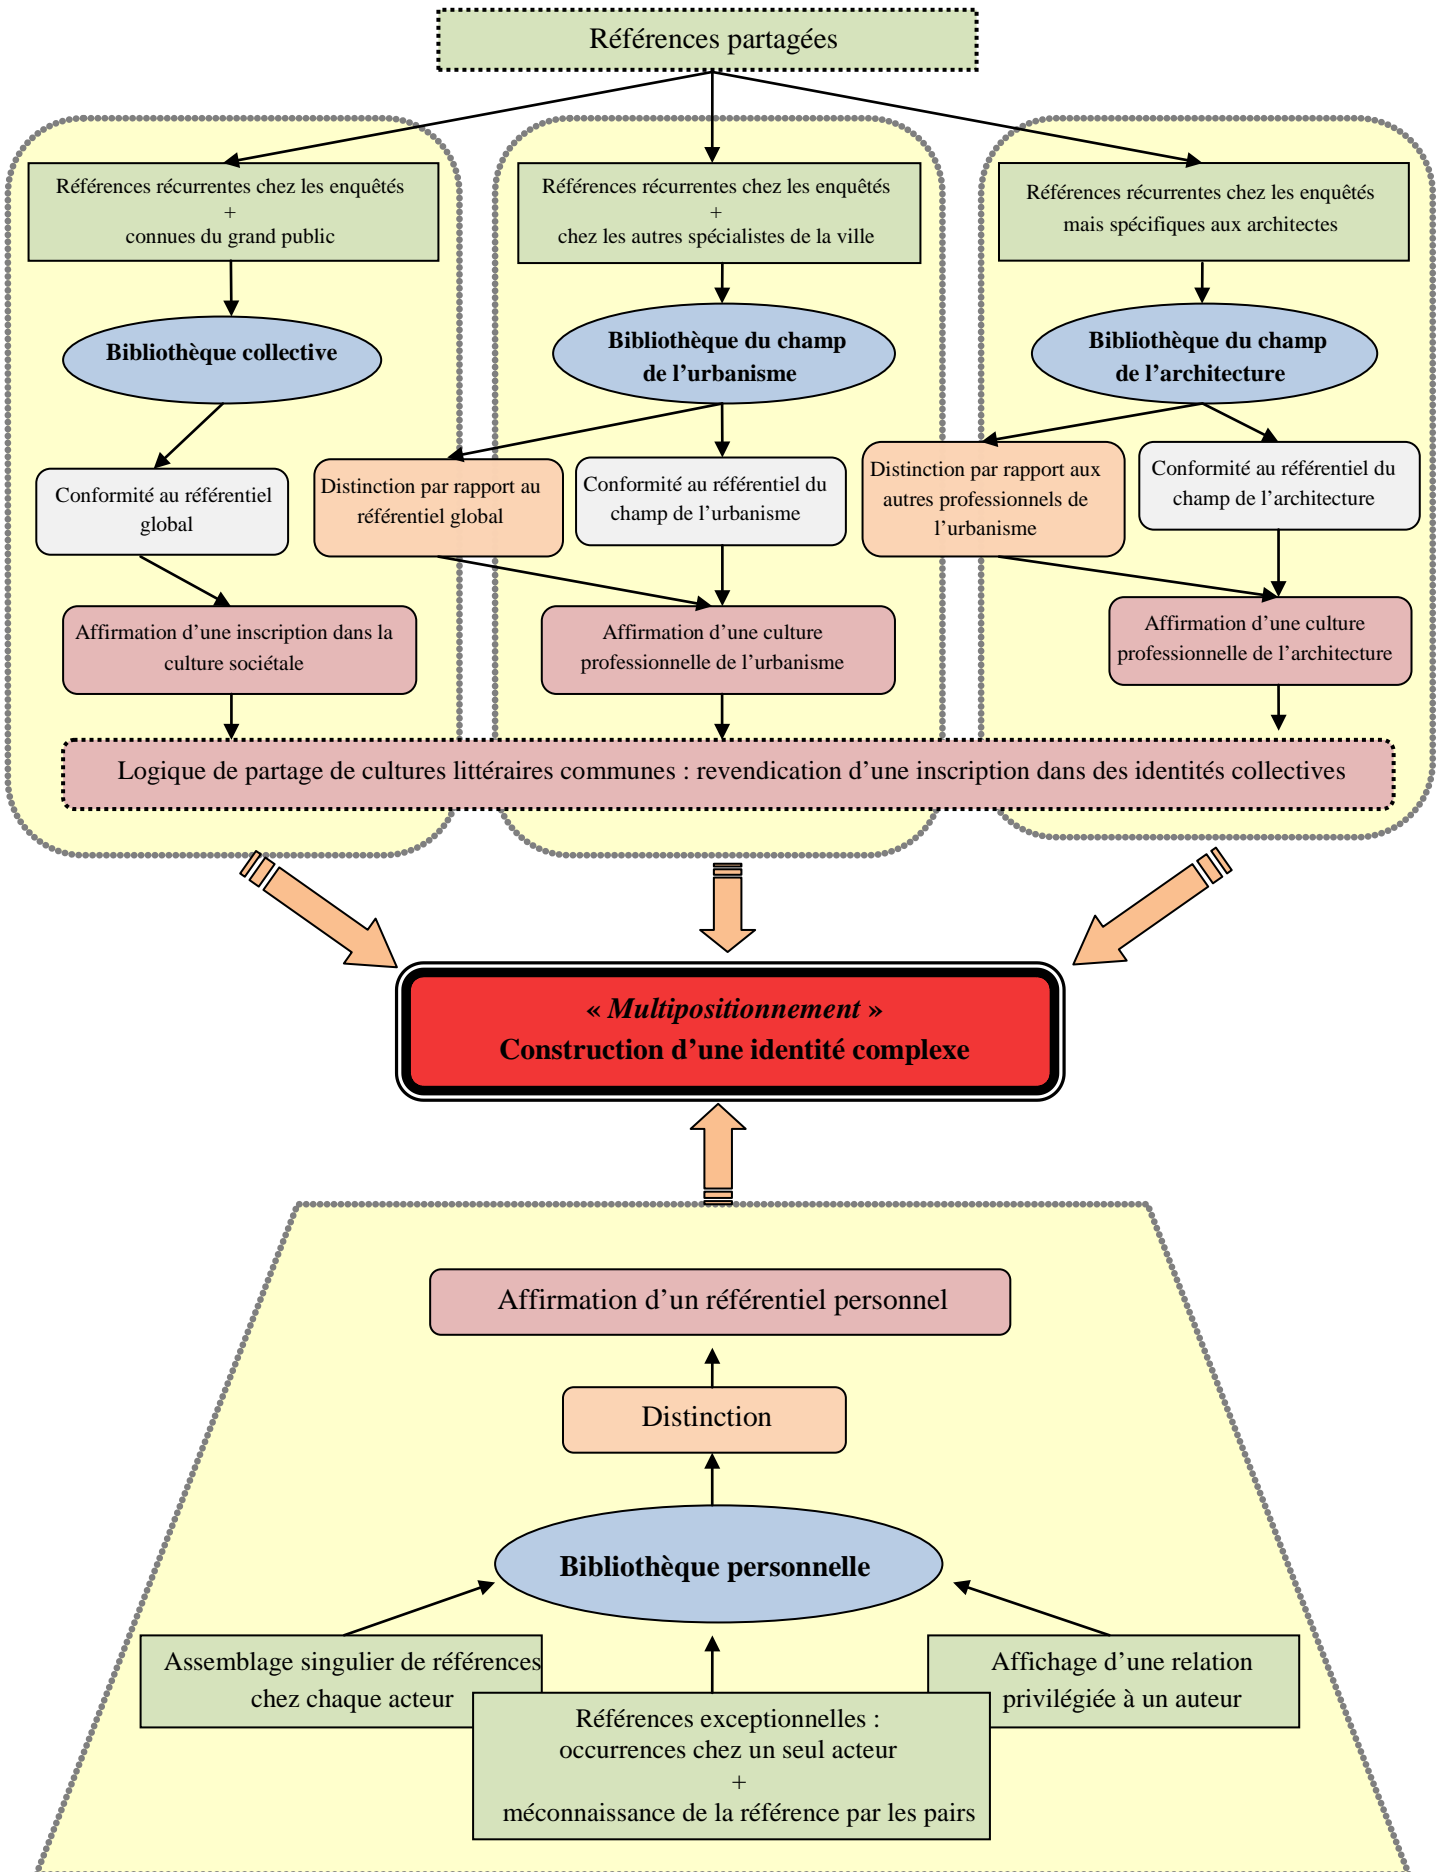 Références partagées
Références récurrentes chez les enquêtés
+
connues du grand public
Références récurrentes chez les enquêtés
+
chez les autres spécialistes de la ville
Références récurrentes chez les enquêtés
mais spécifiques aux architectes
Bibliothèque collective
Bibliothèque du champ
de l’urbanisme
Bibliothèque du champ
de l’architecture
Conformité au référentiel
global
Distinction par rapport au
référentiel global
Conformité au référentiel du
champ de l’urbanisme
Distinction par rapport aux
autres professionnels de
l’urbanisme
Conformité au référentiel du
champ de l’architecture
Affirmation d’une inscription dans la
culture sociétale
Affirmation d’une culture
professionnelle de l’urbanisme
Affirmation d’une culture
professionnelle de l’architecture
Logique de partage de cultures littéraires communes : revendication d’une inscription dans des identités collectives
« Multipositionnement »
Construction d’une identité complexe
Affirmation d’un référentiel personnel
Distinction
Bibliothèque personnelle
Assemblage singulier de références
chez chaque acteur
Références exceptionnelles :
occurrences chez un seul acteur
+
méconnaissance de la référence par les pairs
Affichage d’une relation
privilégiée à un auteur